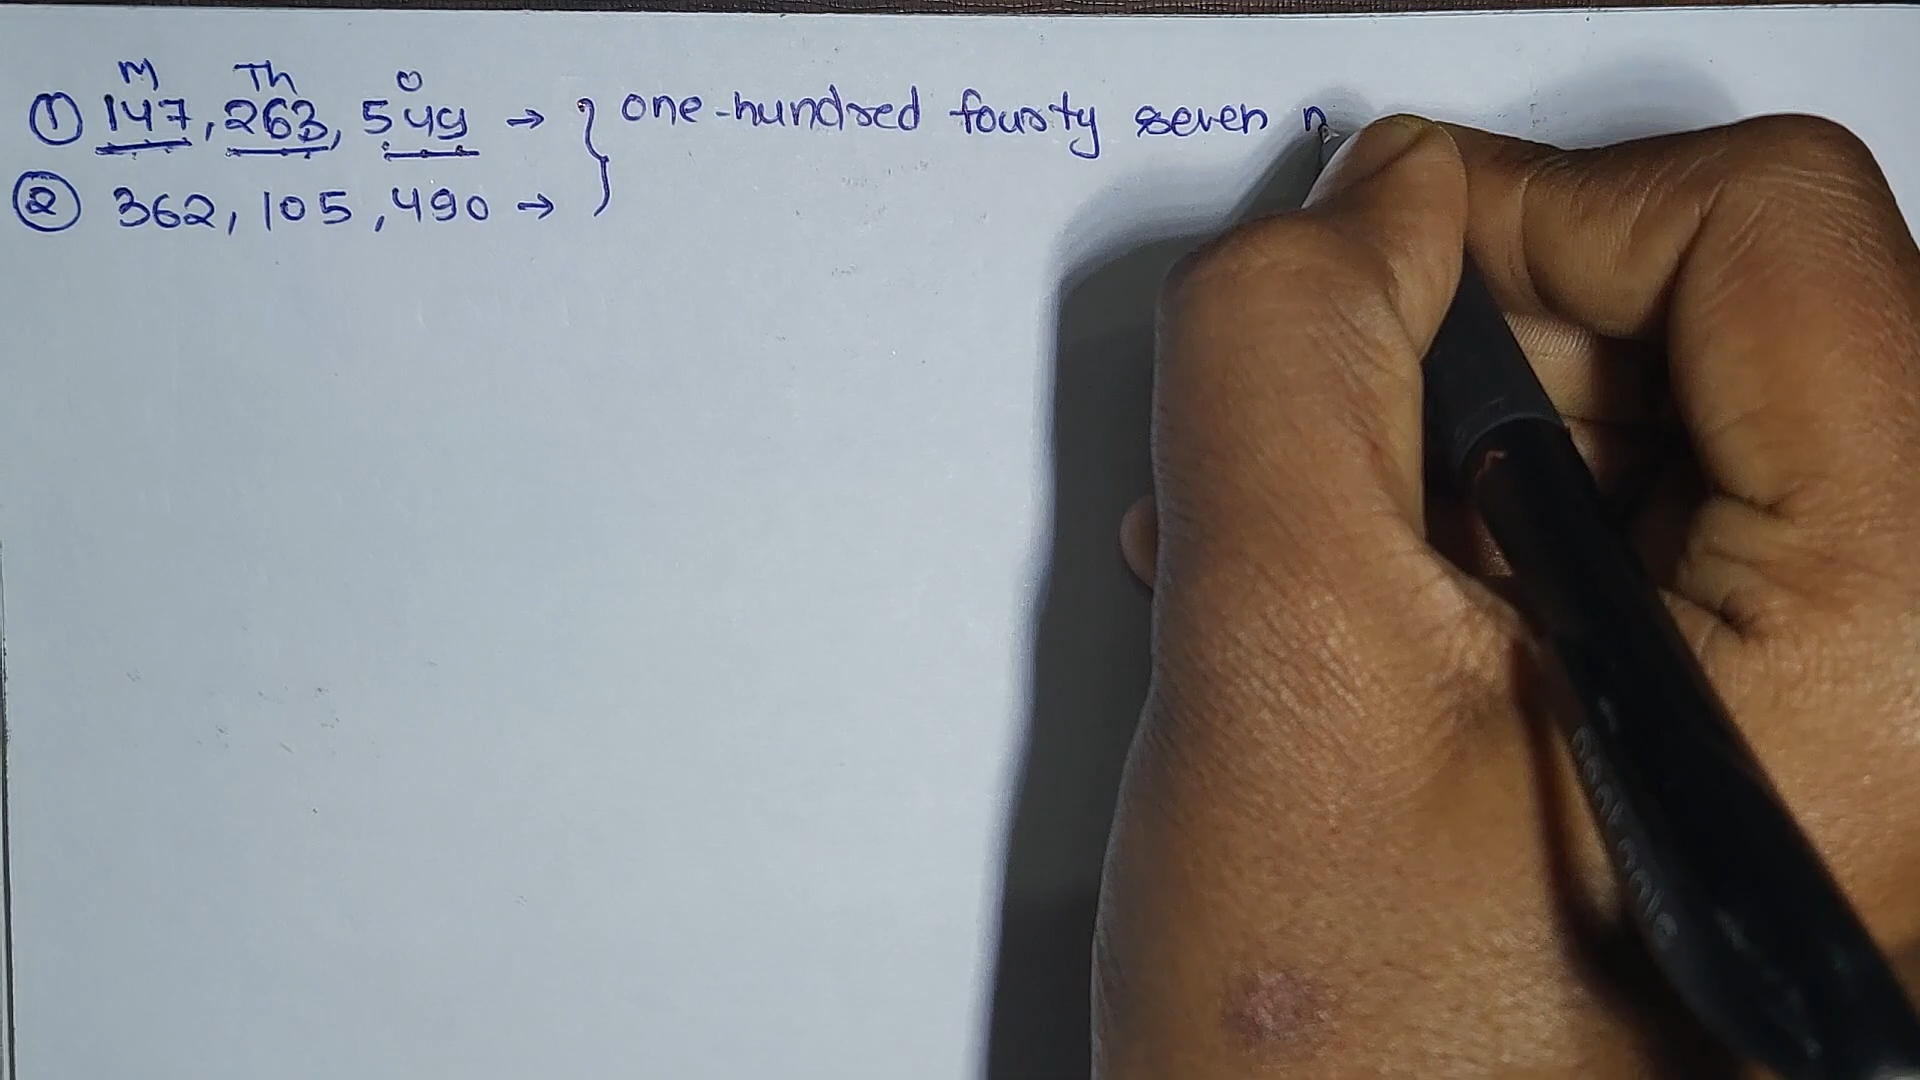 M Th O
① 147, 263, 549 → } one-hundred fourty seven m
② 362, 105, 490 →